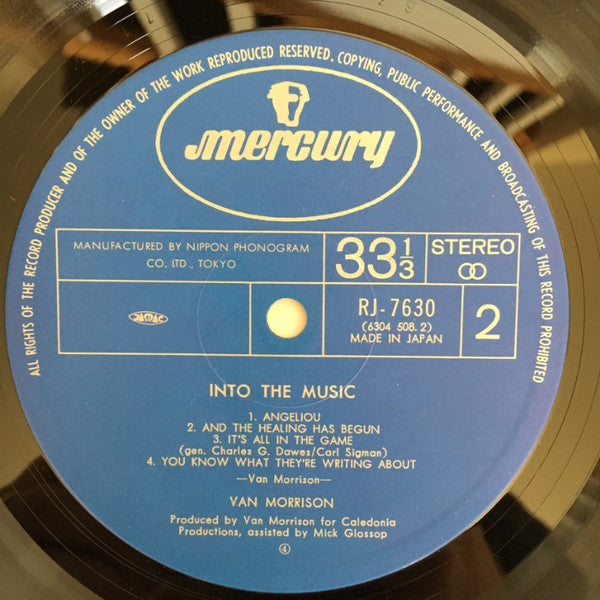 ALL RIGHTS OF THE RECORD PRODUCER AND OF THE OWNER OF THE WORK REPRODUCED RESERVED. COPYING, PUBLIC PERFORMANCE AND BROADCASTING OF THIS RECORD PROHIBITED
mercury
MANUFACTURED BY NIPPON PHONOGRAM
CO. LTD., TOKYO
33 1/3
STEREO
JASRAC
RJ-7630
(6304 508.2)
MADE IN JAPAN
2
INTO THE MUSIC
1. ANGELIOU
2. AND THE HEALING HAS BEGUN
3. IT'S ALL IN THE GAME
(gen. Charles G. Dawes/Carl Sigman)
4. YOU KNOW WHAT THEY'RE WRITING ABOUT
—Van Morrison—
VAN MORRISON
Produced by Van Morrison for Caledonia
Productions, assisted by Mick Glossop
④